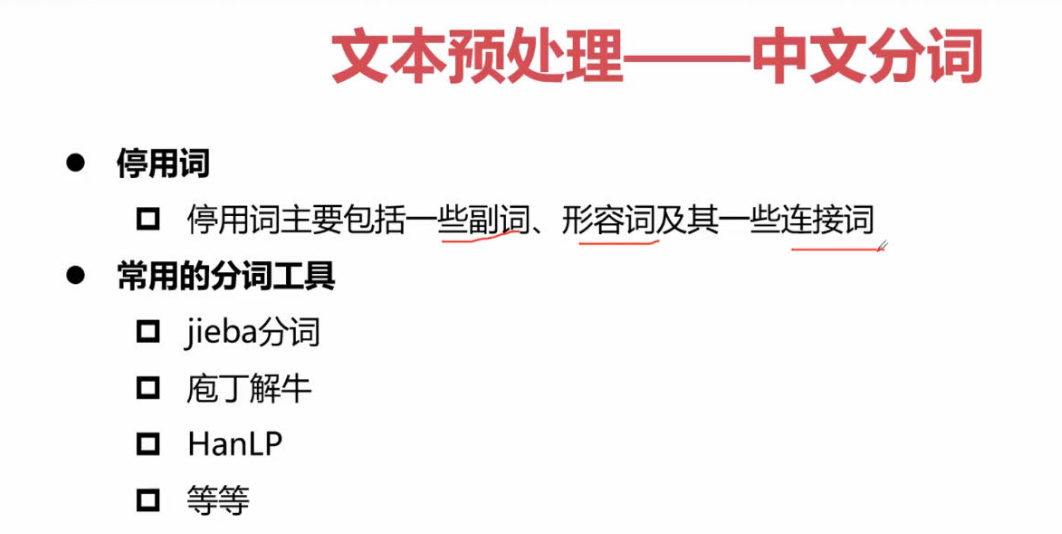 文本预处理——中文分词
停用词
停用词主要包括一些副词、形容词及其一些连接词
常用的分词工具
jieba分词
庖丁解牛
HanLP
等等